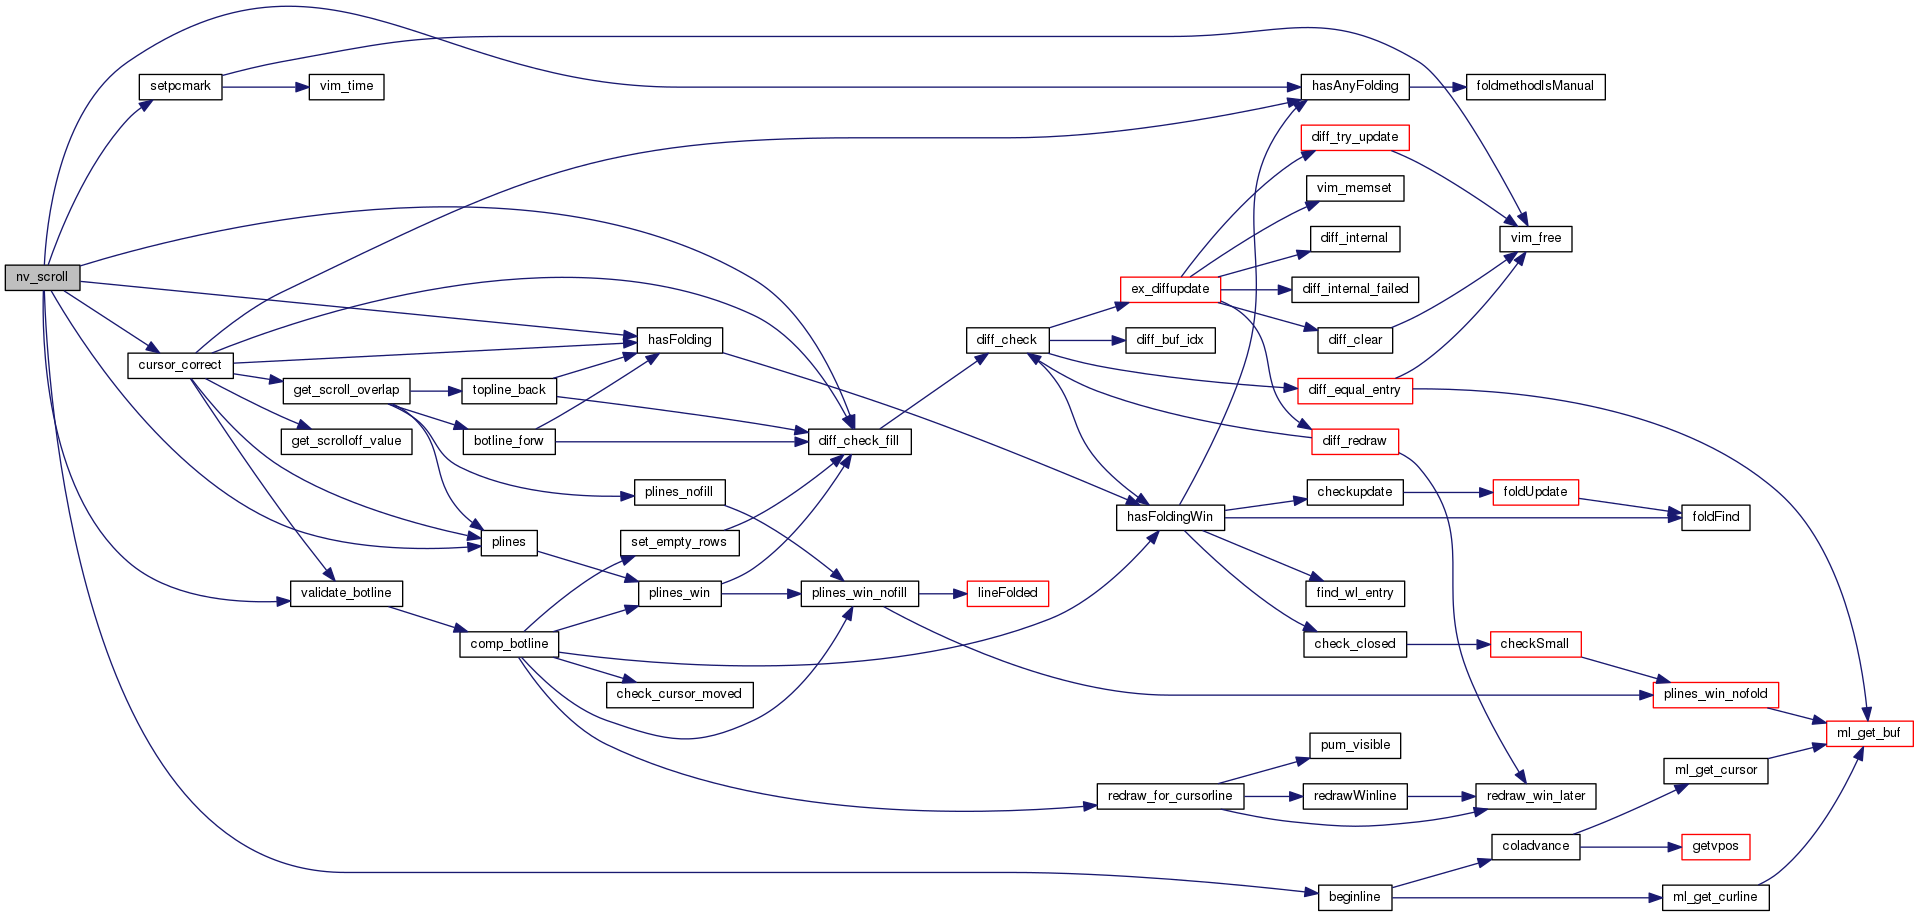 nv_scroll
setpcmark
vim_time
cursor_correct
get_scroll_overlap
get_scrolloff_value
validate_botline
topline_back
botline_forw
plines
comp_botline
hasFolding
plines_nofill
set_empty_rows
plines_win
check_cursor_moved
diff_check_fill
plines_win_nofill
diff_check
lineFolded
ex_diffupdate
diff_buf_idx
hasFoldingWin
redraw_for_cursorline
hasAnyFolding
diff_try_update
vim_memset
diff_internal
diff_internal_failed
diff_clear
diff_equal_entry
diff_redraw
checkupdate
find_wl_entry
check_closed
pum_visible
redrawWinline
beginline
foldmethodIsManual
vim_free
foldUpdate
checkSmall
redraw_win_later
coladvance
foldFind
plines_win_nofold
ml_get_cursor
getvpos
ml_get_curline
ml_get_buf